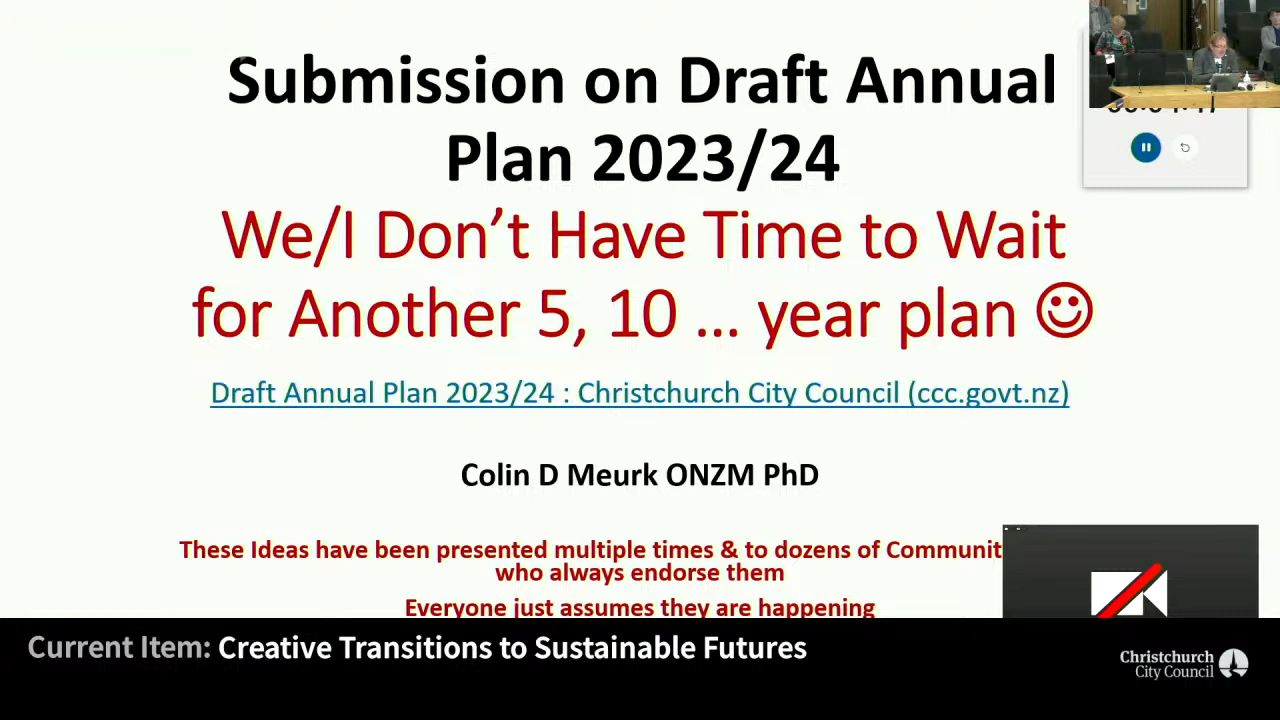 Submission on Draft Annual
Plan 2023/24
We/I Don't Have Time to Wait
for Another 5, 10 ... year plan ☺
Draft Annual Plan 2023/24 : Christchurch City Council (ccc.govt.nz)
Colin D Meurk ONZM PhD
These Ideas have been presented multiple times & to dozens of
who always endorse them
Everyone just assumes they are happening
Current Item: Creative Transitions to Sustainable Futures
Christchurch
City Council